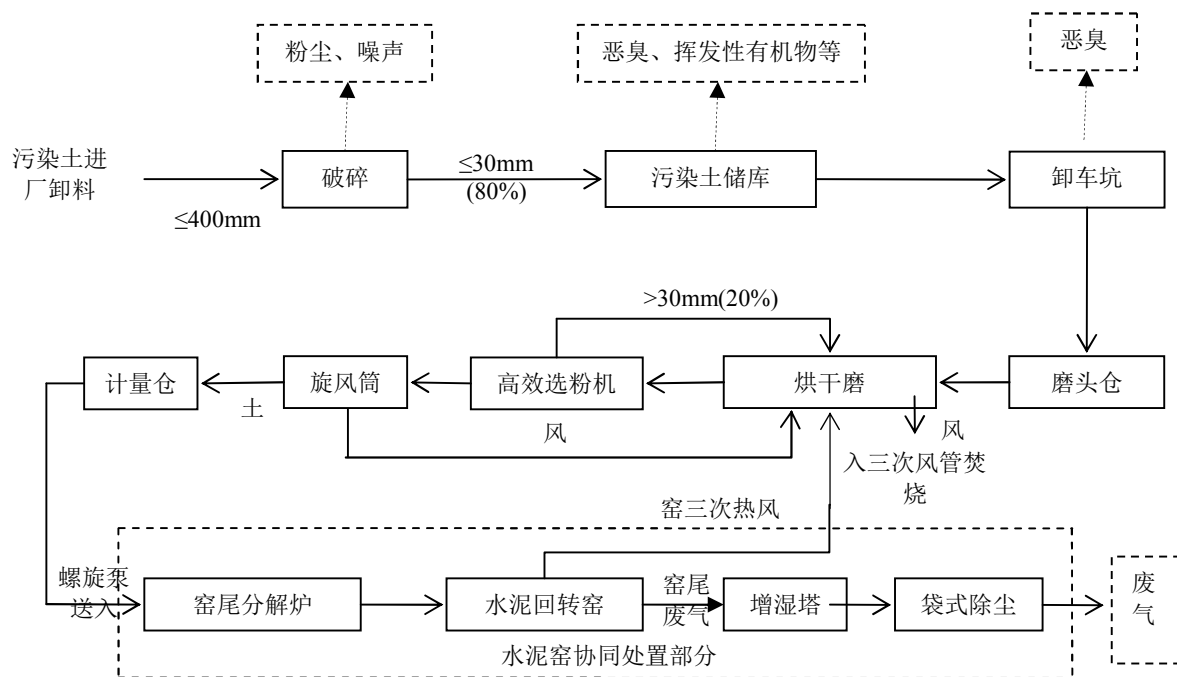 粉尘、噪声
恶臭、挥发性有机物等
恶臭
污染土进
厂卸料
≤400mm
破碎
≤30mm
(80%)
污染土储库
卸车坑
>30mm(20%)
计量仓
土
旋风筒
高效选粉机
风
烘干磨
磨头仓
风
入三次风管焚
烧
窑三次热风
螺旋泵
送入
窑尾分解炉
水泥回转窑
窑尾
废气
增湿塔
袋式除尘
废
气
水泥窑协同处置部分